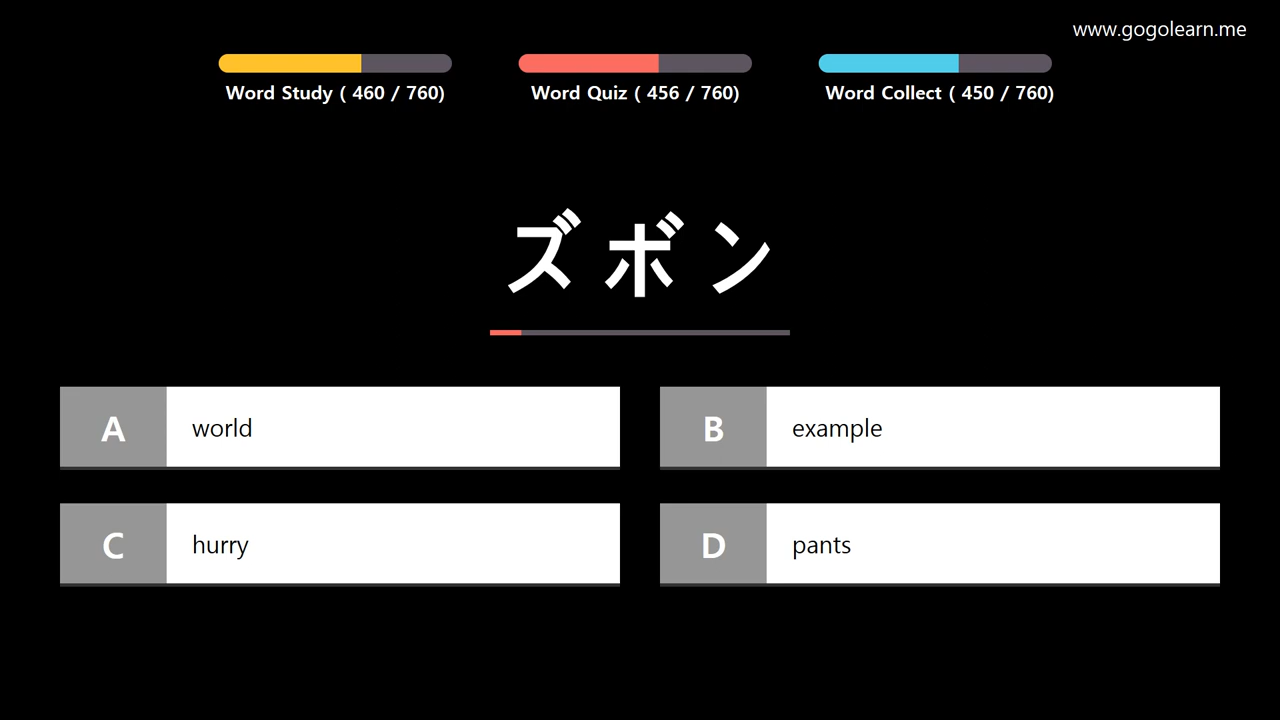 www.gogolearn.me
Word Study ( 460 / 760)
Word Quiz ( 456 / 760)
Word Collect ( 450 / 760)
ズボン
A world
B example
C hurry
D pants